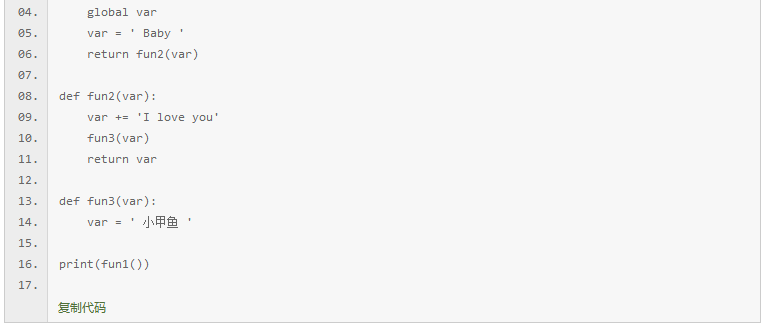 04.     global var
05.     var = ' Baby '
06.     return fun2(var)
07.
08. def fun2(var):
09.     var += 'I love you'
10.     fun3(var)
11.     return var
12.
13. def fun3(var):
14.     var = ' 小甲鱼 '
15.
16. print(fun1())
17.
复制代码